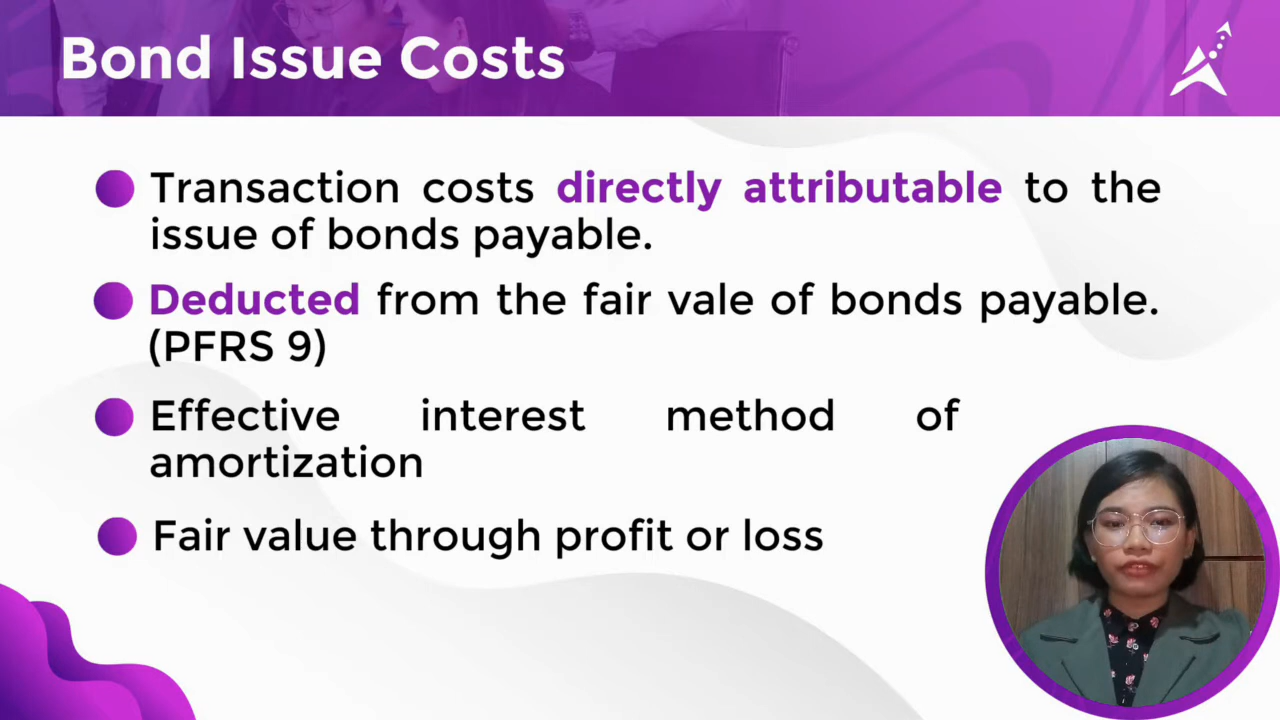 Bond Issue Costs
Transaction costs directly attributable to the
issue of bonds payable.
Deducted from the fair vale of bonds payable.
(PFRS 9)
Effective interest method of
amortization
Fair value through profit or loss